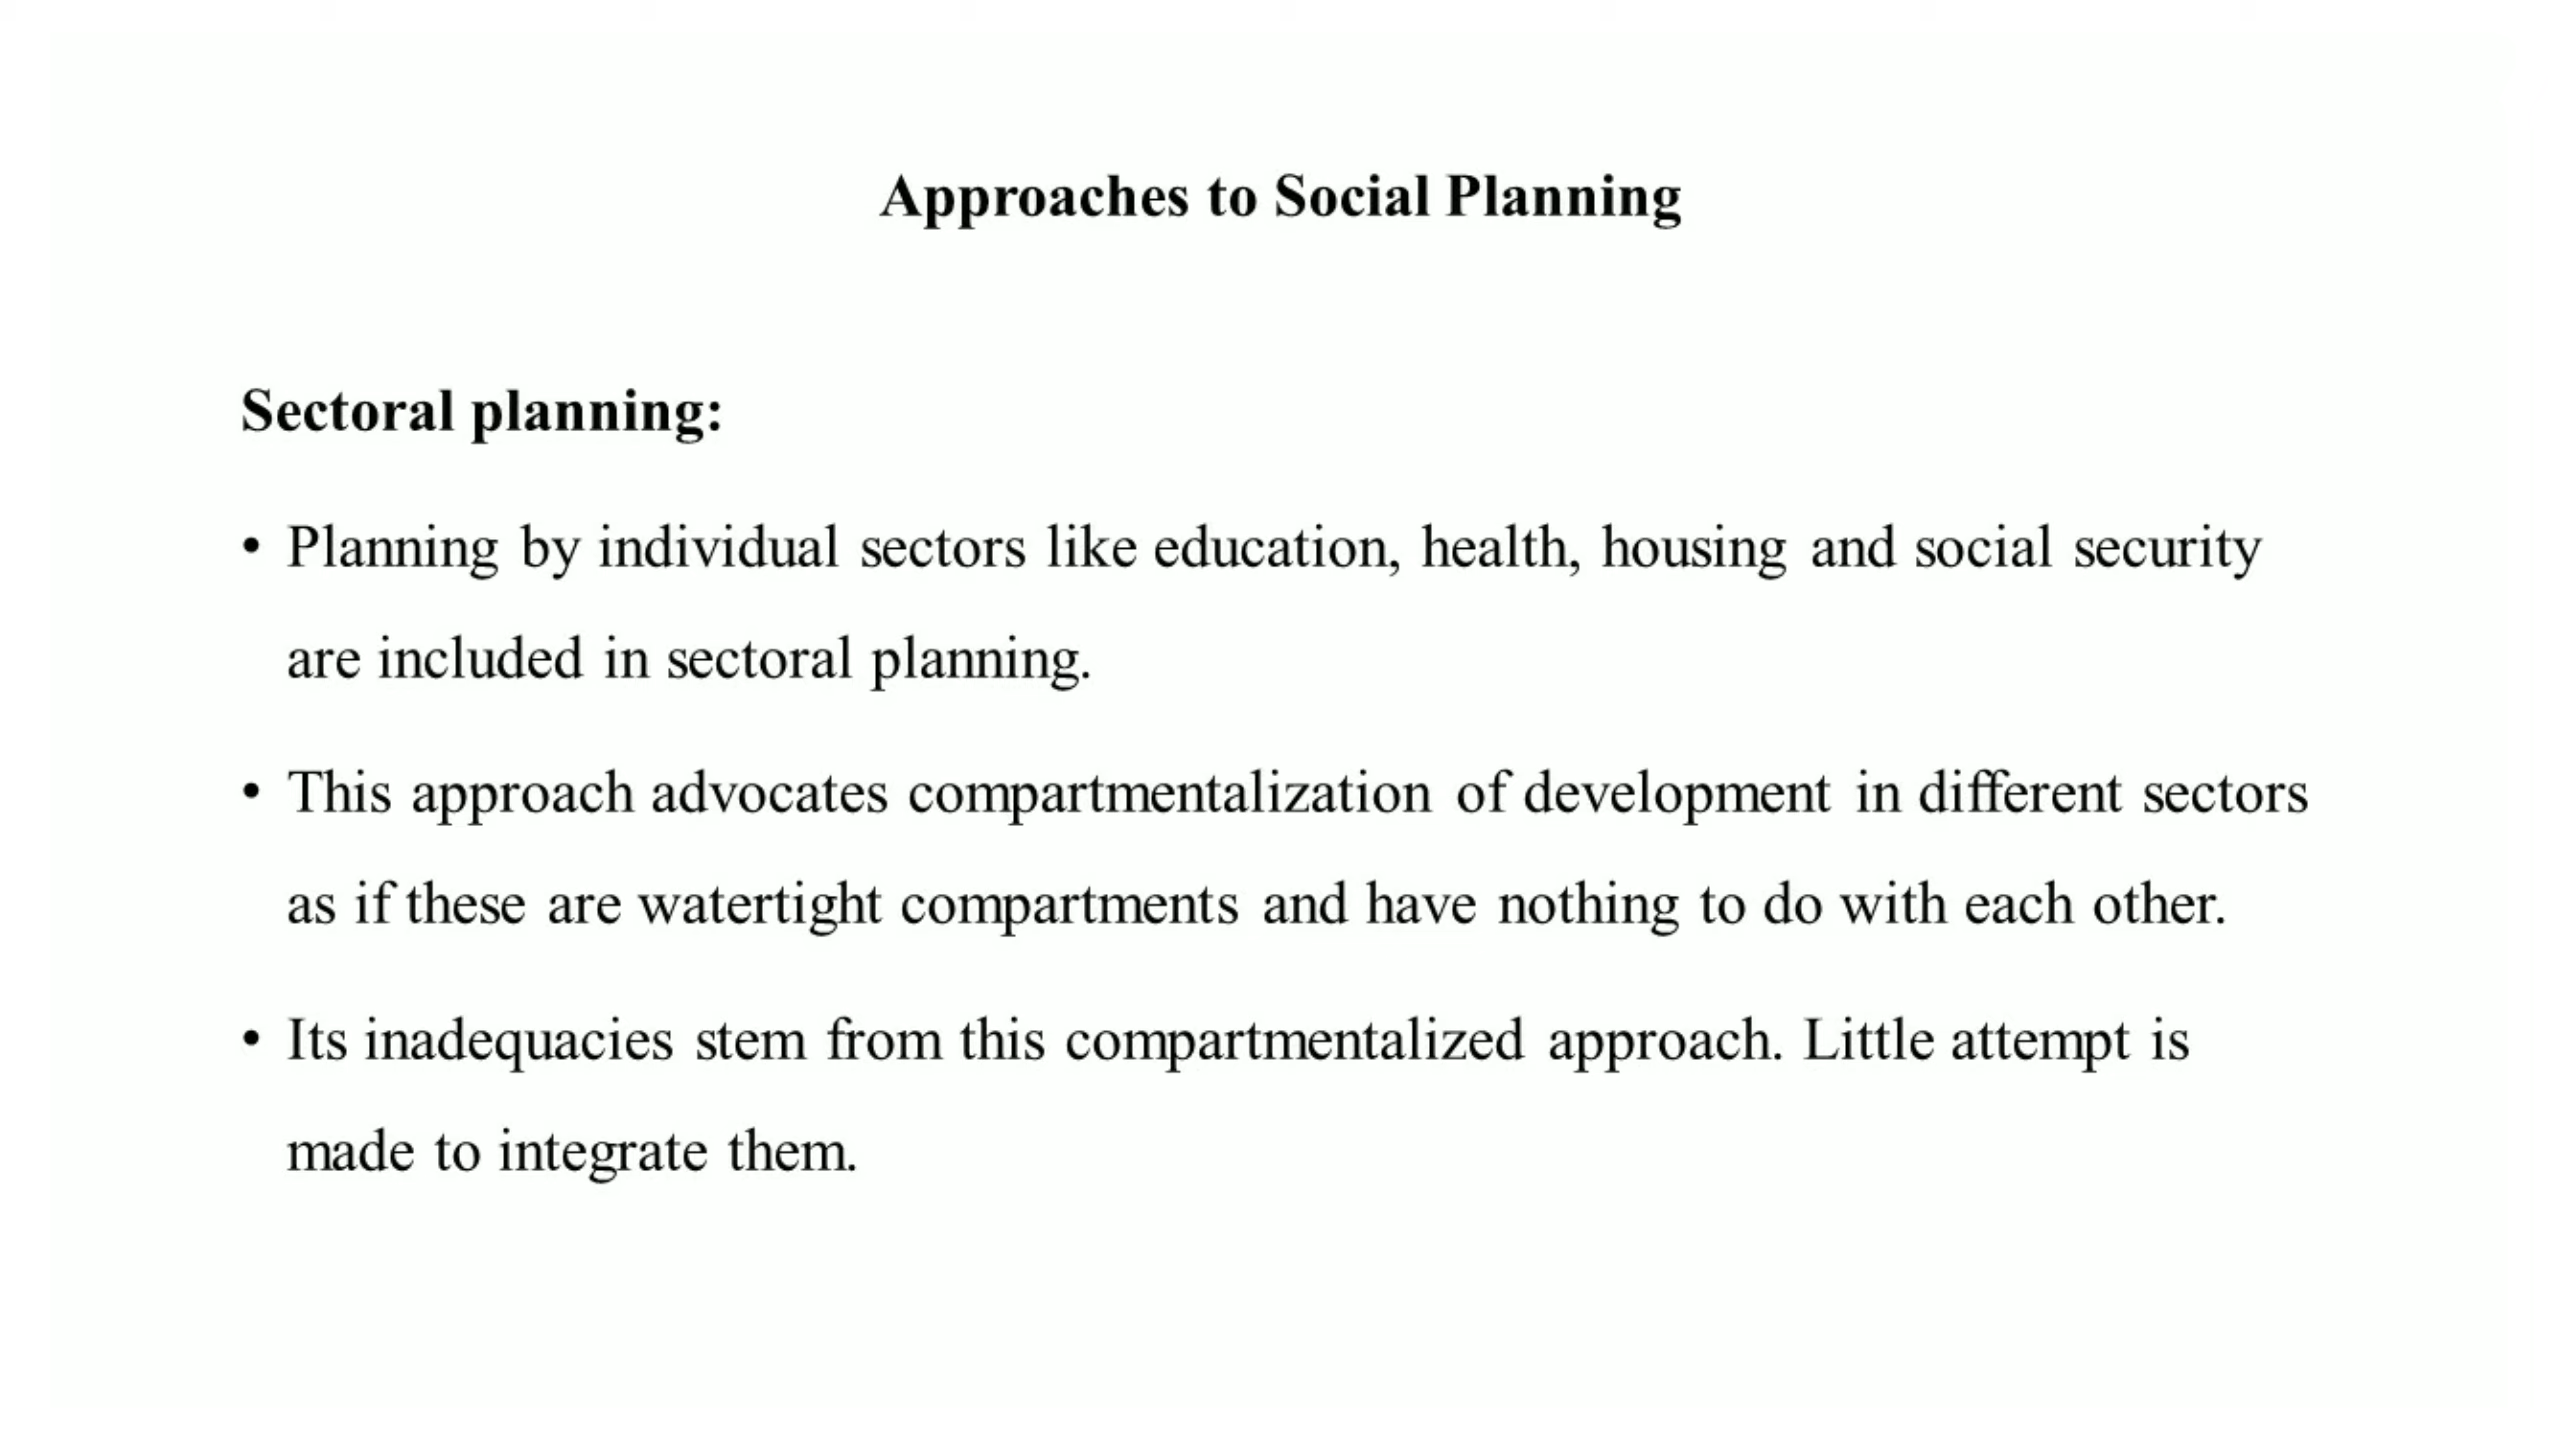 Approaches to Social Planning
Sectoral planning:
• Planning by individual sectors like education, health, housing and social security
are included in sectoral planning.
• This approach advocates compartmentalization of development in different sectors
as if these are watertight compartments and have nothing to do with each other.
• Its inadequacies stem from this compartmentalized approach. Little attempt is
made to integrate them.